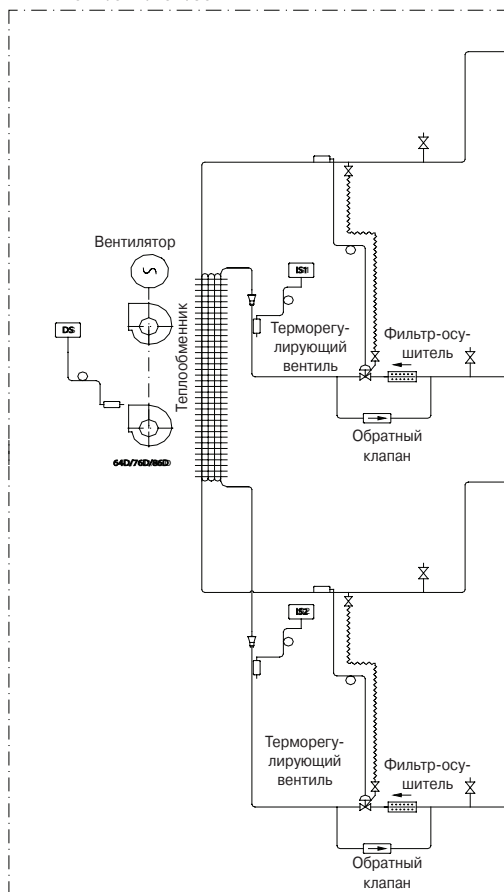 Вентилятор
S
DS
64D/76D/86D
Теплообменник
IS1
Терморегу-
лирующий
вентиль
Фильтр-осу-
шитель
Обратный
клапан
IS2
Терморегу-
лирующий
вентиль
Фильтр-осу-
шитель
Обратный
клапан